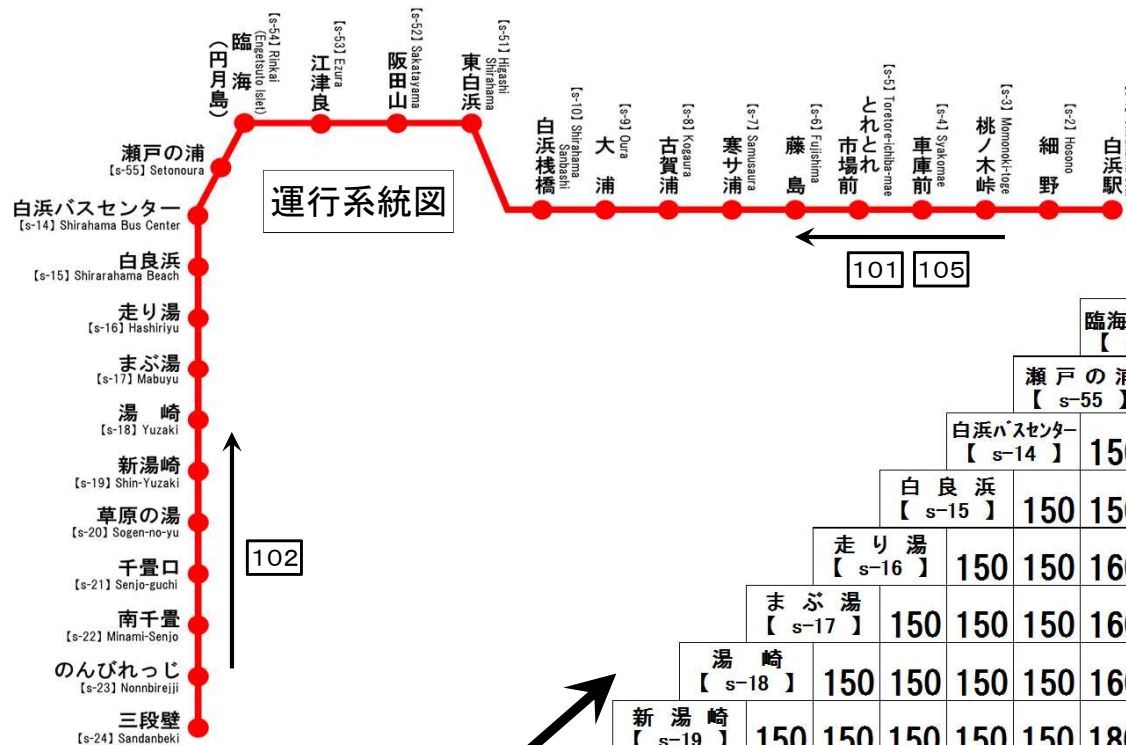 【s-54】Rinkai
(Engetsuto Islet)
臨海
（円月島）
【s-53】Ezura
江津良
【s-52】Sakatayama
阪田山
【s-51】Higashi
Shirahama
東白浜
【s-10】Shirahama
Sanbashi
白浜桟橋
【s-9】Oura
大浦
【s-8】Kogaura
古賀浦
【s-7】Samusaura
寒サ浦
【s-6】Fujishima
藤島
【s-5】Toretore-ichiba-mae
とれとれ
市場前
【s-4】Syakomae
車庫前
【s-3】Momonoki-toge
桃ノ木峠
【s-2】Hosono
細野
白浜駅
瀬戸の浦
【s-55】Setonoura
運行系統図
白浜バスセンター
【s-14】Shirahama Bus Center
白良浜
【s-15】Shirarahama Beach
走り湯
【s-16】Hashiriyu
まぶ湯
【s-17】Mabuyu
湯崎
【s-18】Yuzaki
新湯崎
【s-19】Shin-Yuzaki
草原の湯
【s-20】Sogen-no-yu
千畳口
【s-21】Senjo-guchi
南千畳
【s-22】Minami-Senjo
のんびれっじ
【s-23】Nonnbirejji
三段壁
【s-24】Sandanbeki
101 105
102
臨海
【
瀬戸の浦
【 s-55 】
白浜バスセンター
【 s-14 】 150
白良浜
【 s-15 】 150 150
走り湯
【 s-16 】 150 150 160
まぶ湯
【 s-17 】 150 150 150 160
湯崎
【 s-18 】 150 150 150 150 160
新湯崎
【 s-19 】 150 150 150 150 150 180